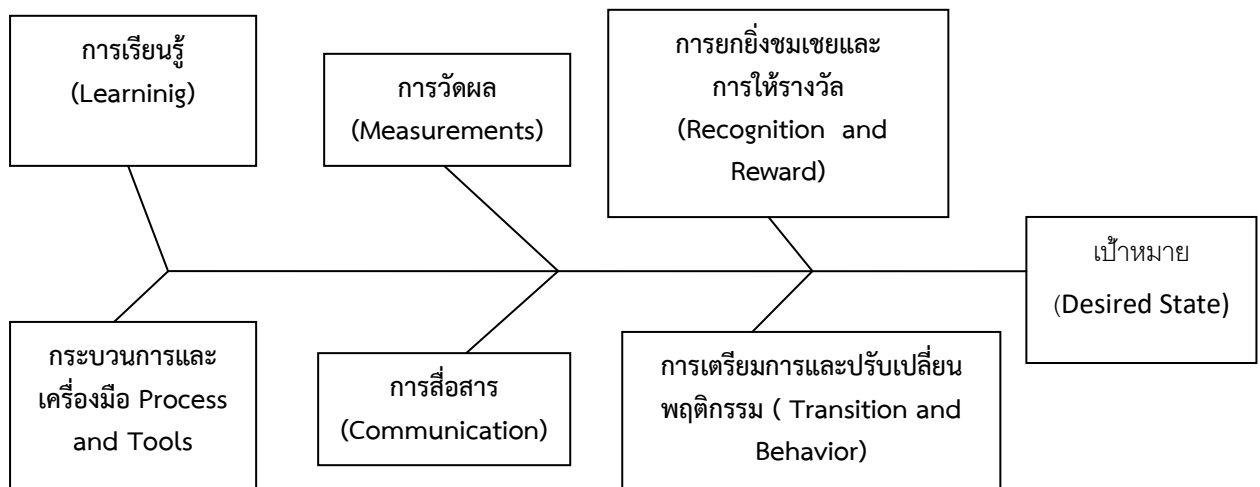 การเรียนรู้
(Learninig)
การวัดผล
(Measurements)
การยกยิ่งชมเชยและ
การให้รางวัล
(Recognition and
Reward)
เป้าหมาย
(Desired State)
กระบวนการและ
เครื่องมือ Process
and Tools
การสื่อสาร
(Communication)
การเตรียมการและปรับเปลี่ยน
พฤติกรรม ( Transition and
Behavior)